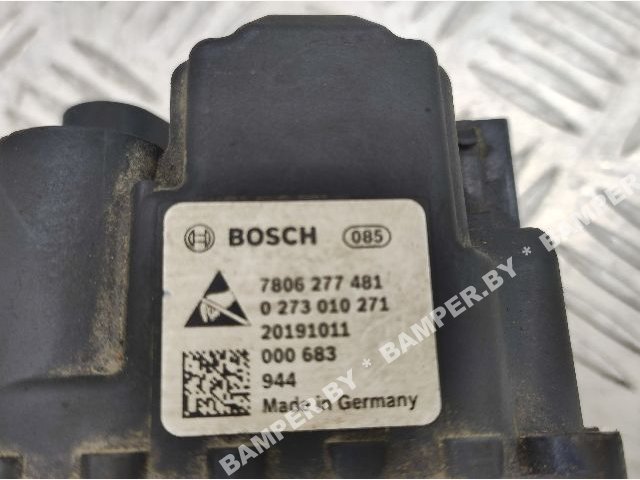 BOSCH 085
7806 277 481
0 273 010 271
20191011
000 683
944
Made in Germany
BAMPER.BY * BAMPER.BY * BAMPER.BY * BAMPER.BY